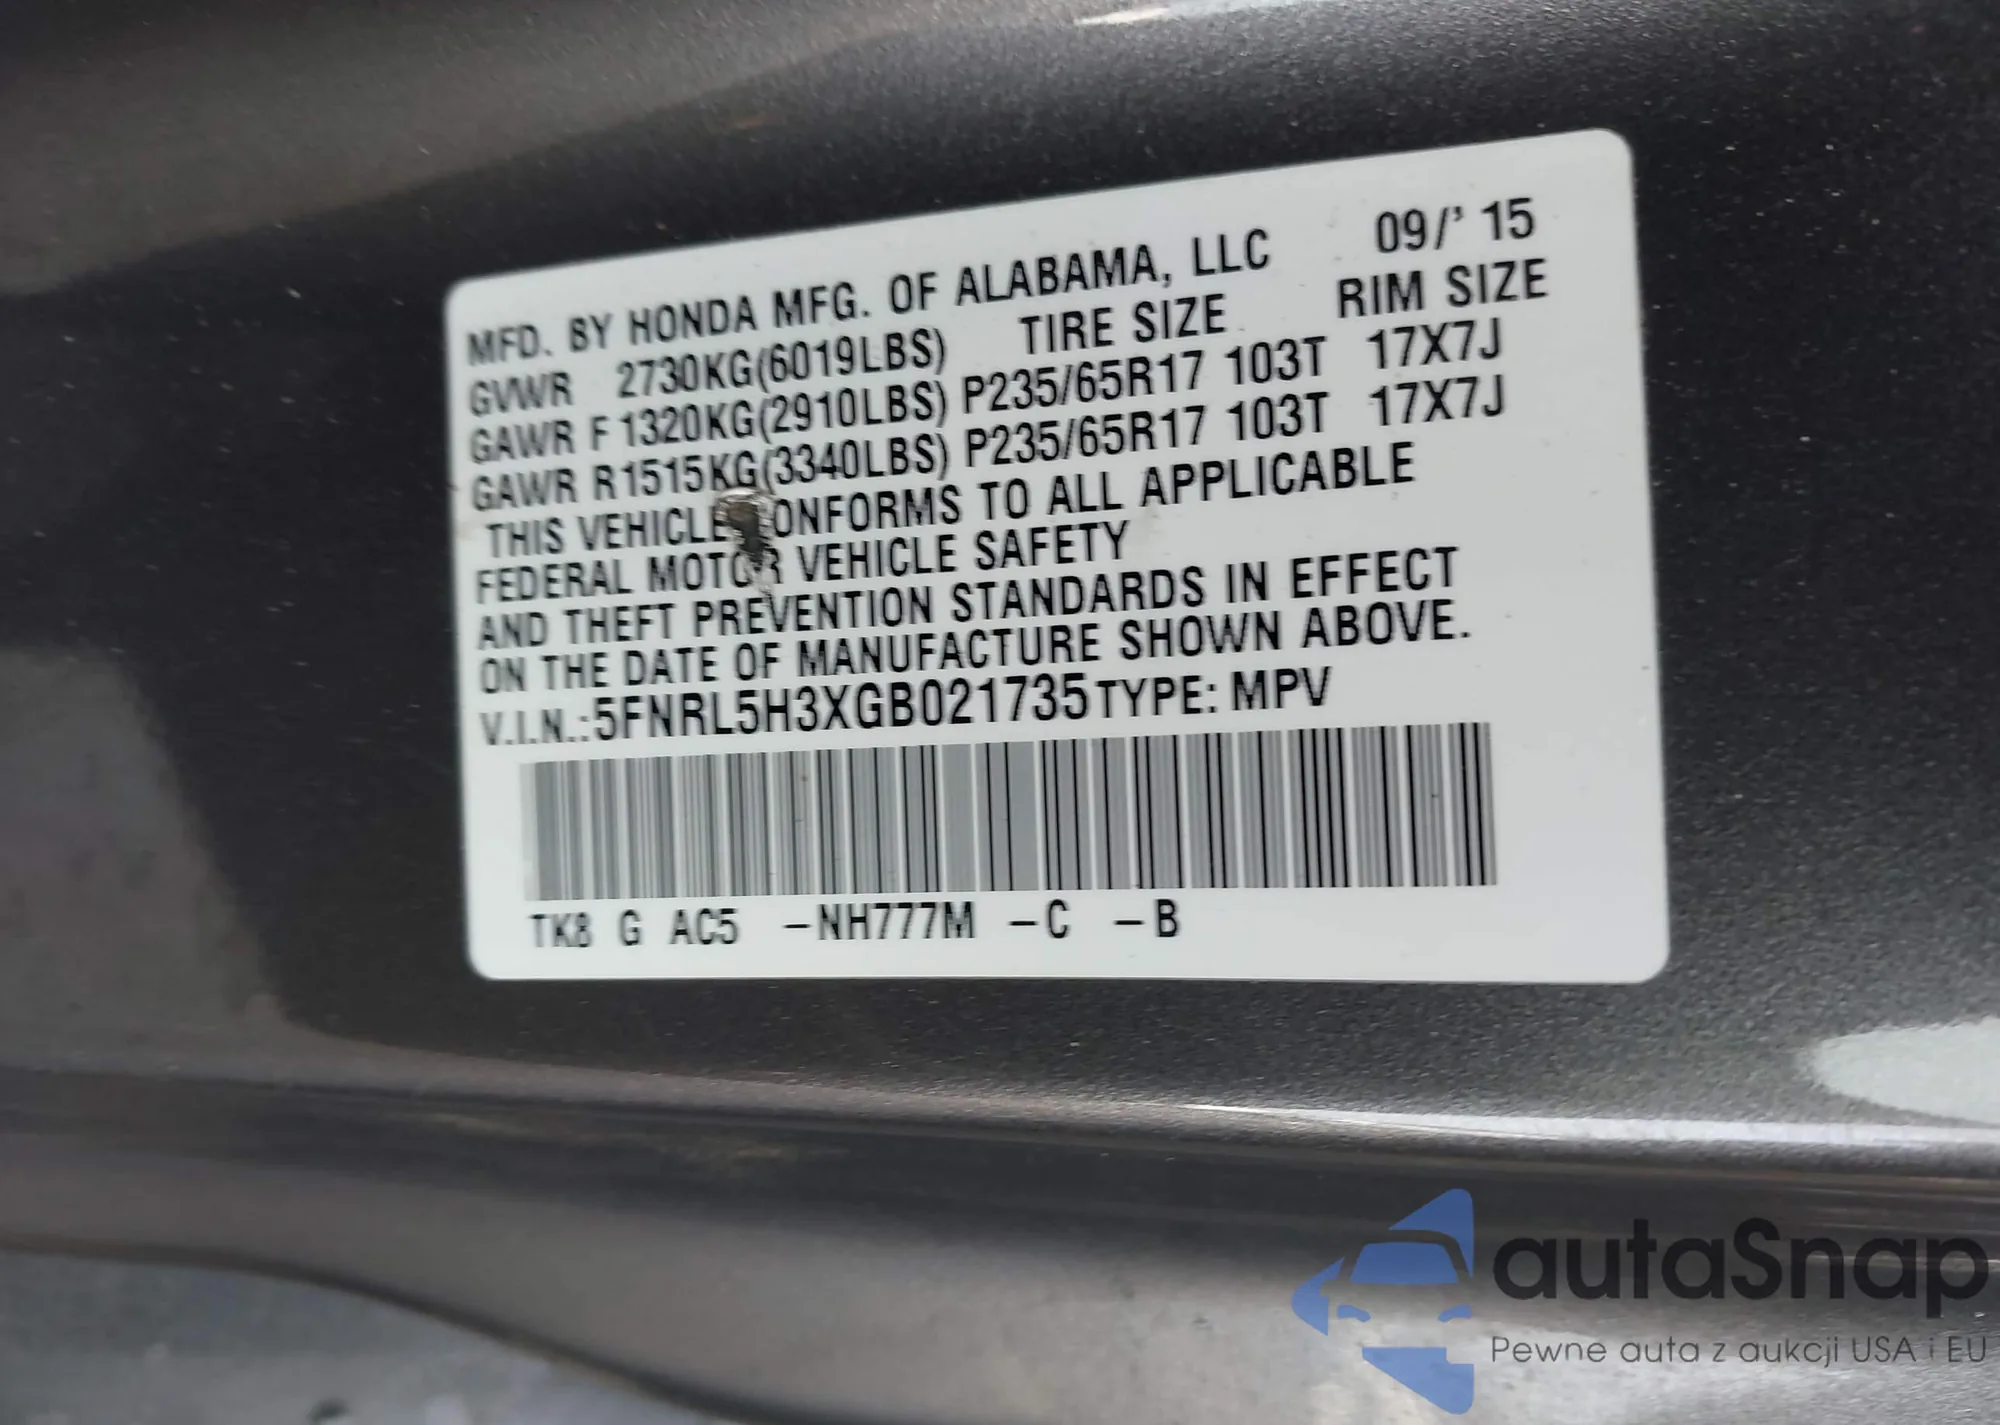 MFD. BY HONDA MFG. OF ALABAMA, LLC 09/' 15
GVWR 2730KG(6019LBS) TIRE SIZE RIM SIZE
GAWR F 1320KG(2910LBS) P235/65R17 103T 17X7J
GAWR R1515KG(3340LBS) P235/65R17 103T 17X7J
THIS VEHICLE CONFORMS TO ALL APPLICABLE
FEDERAL MOTOR VEHICLE SAFETY
AND THEFT PREVENTION STANDARDS IN EFFECT
ON THE DATE OF MANUFACTURE SHOWN ABOVE.
V.I.N.:5FNRL5H3XGB021735 TYPE: MPV
TK8 G AC5 -NH777M -C -B
autaSnap
Pewne auta z aukcji USA i EU